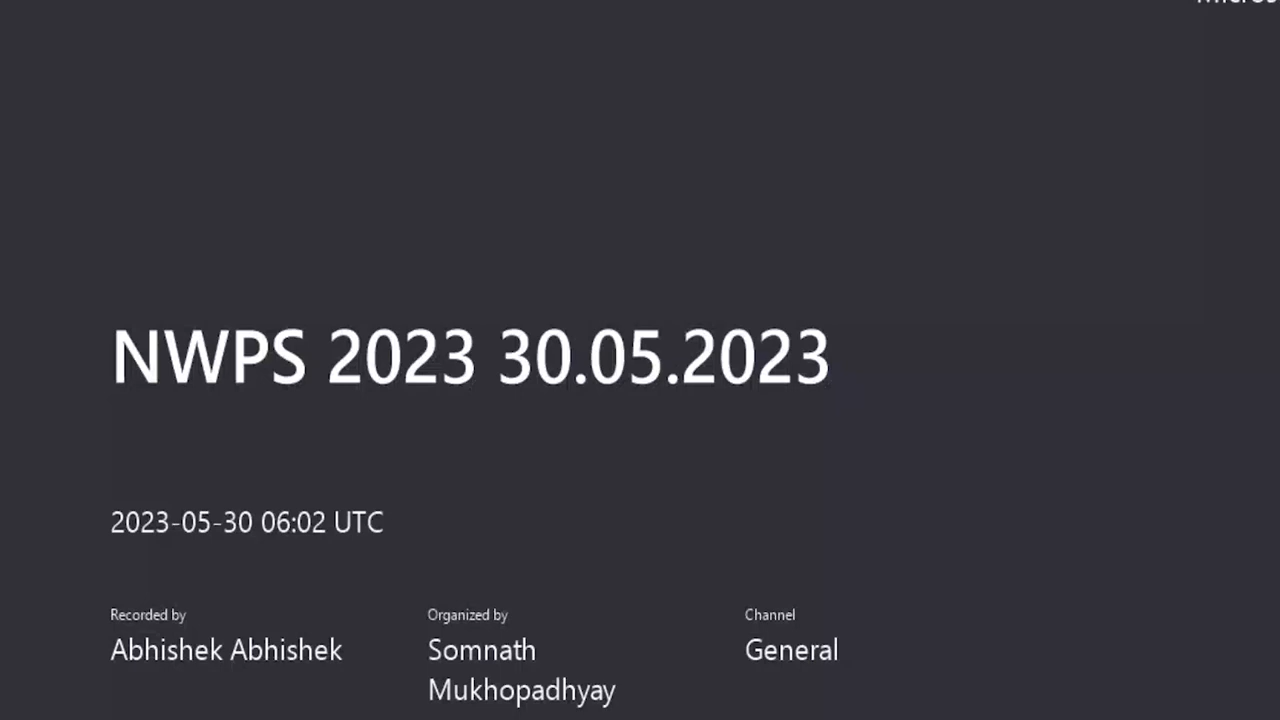 NWPS 2023 30.05.2023
2023-05-30 06:02 UTC
Recorded by
Organized by
Channel
Abhishek Abhishek
Somnath
General
Mukhopadhyay